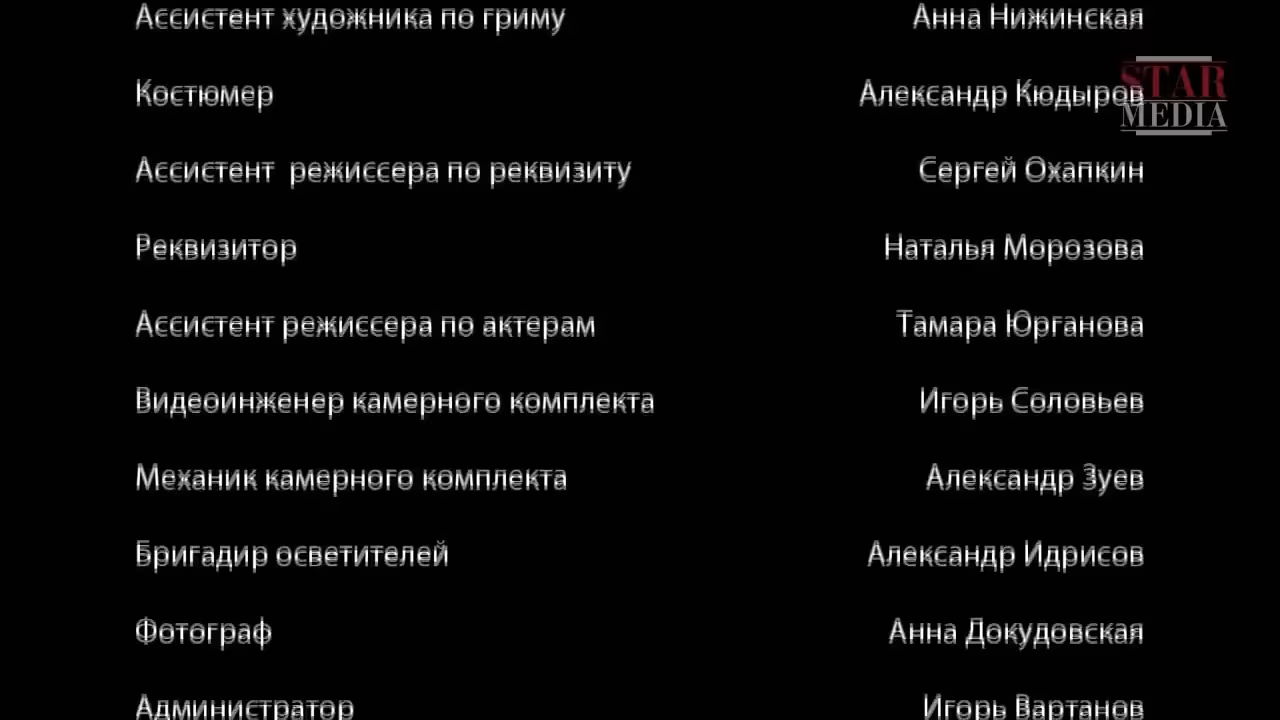 Ассистент художника по гриму Анна Нижинская
Костюмер Александр Кюдыров
STAR
MEDIA
Ассистент режиссера по реквизиту Сергей Охапкин
Реквизитор Наталья Морозова
Ассистент режиссера по актерам Тамара Юрганова
Видеоинженер камерного комплекта Игорь Соловьев
Механик камерного комплекта Александр Зуев
Бригадир осветителей Александр Идрисов
Фотограф Анна Докудовская
Администратор Игорь Вартанов